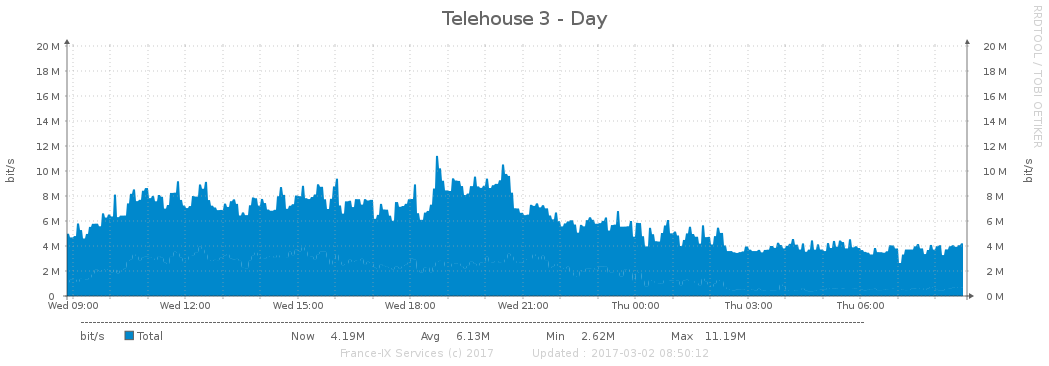 Telehouse 3 - Day
RRDTOOL / TOBI OETIKER
bit/s
bit/s
20 M 20 M
18 M 18 M
16 M 16 M
14 M 14 M
12 M 12 M
10 M 10 M
8 M 8 M
6 M 6 M
4 M 4 M
2 M 2 M
0 0 M
Wed 09:00 Wed 12:00 Wed 15:00 Wed 18:00 Wed 21:00 Thu 00:00 Thu 03:00 Thu 06:00
bit/s Total Now 4.19M Avg 6.13M Min 2.62M Max 11.19M
France-IX Services (c) 2017 Updated : 2017-03-02 08:50:12